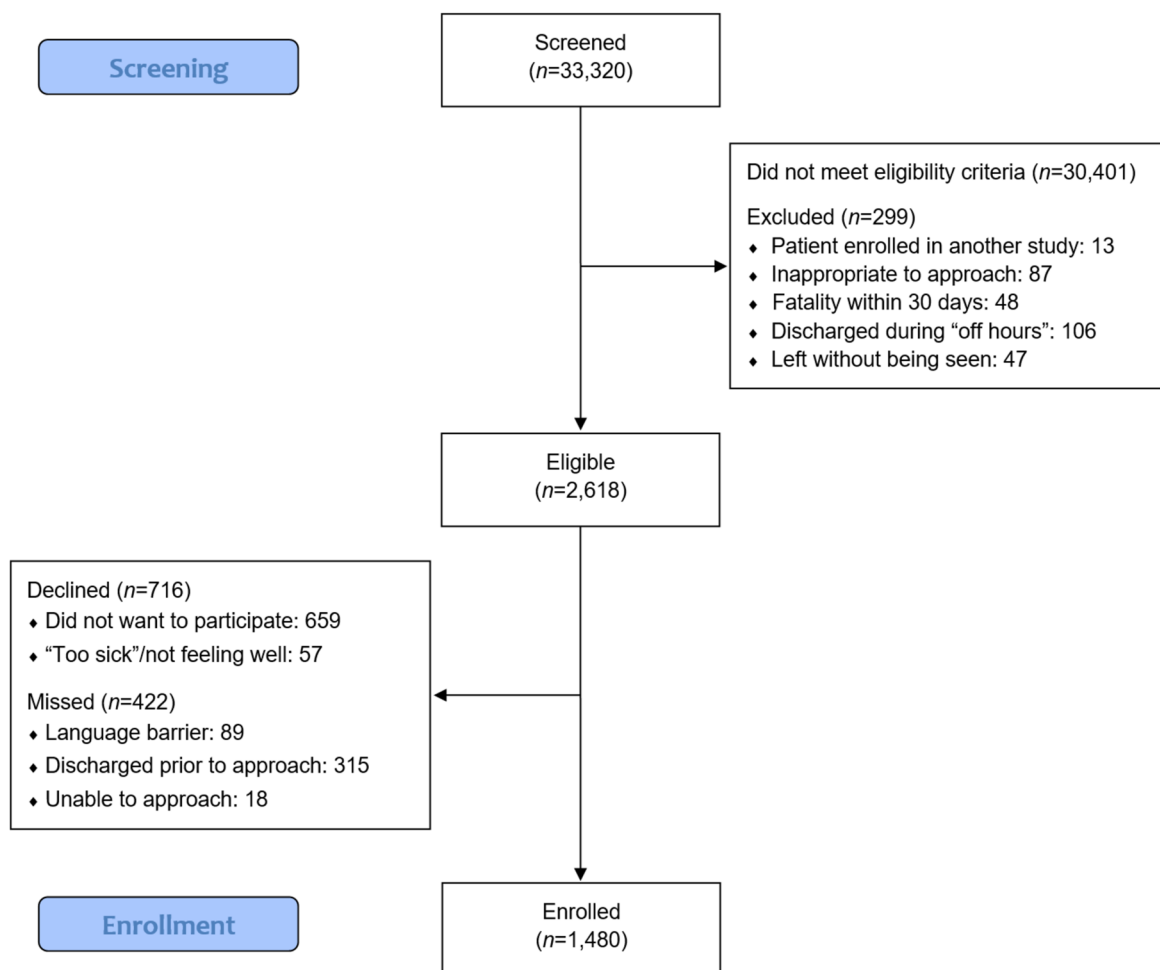 Screening
Screened
(n=33,320)
Did not meet eligibility criteria (n=30,401)
Excluded (n=299)
♦ Patient enrolled in another study: 13
♦ Inappropriate to approach: 87
♦ Fatality within 30 days: 48
♦ Discharged during “off hours”: 106
♦ Left without being seen: 47
Eligible
(n=2,618)
Declined (n=716)
♦ Did not want to participate: 659
♦ “Too sick”/not feeling well: 57
Missed (n=422)
♦ Language barrier: 89
♦ Discharged prior to approach: 315
♦ Unable to approach: 18
Enrollment
Enrolled
(n=1,480)